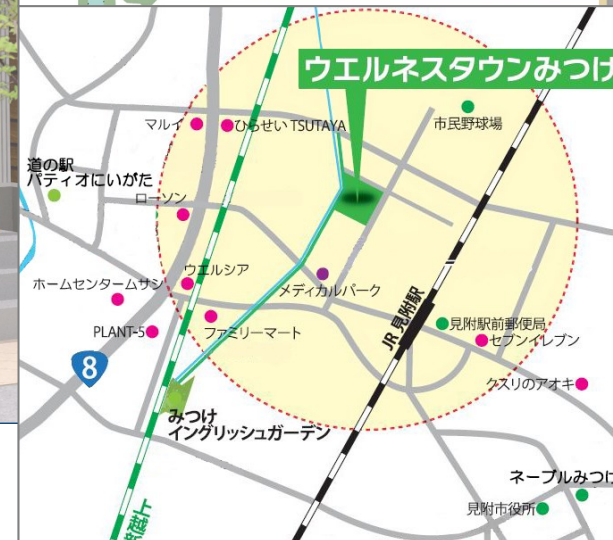 ウエルネスタウンみつけ
マルイ
ひらせい TSUTAYA
市民野球場
道の駅
パティオにいがた
ローソン
ウエルシア
メディカルパーク
ホームセンタームサシ
JR 見附駅
見附駅前郵便局
PLANT-5
ファミリーマート
セブンイレブン
8
クスリのアオキ
みつけ
イングリッシュガーデン
ネーブルみつけ
見附市役所
上越新